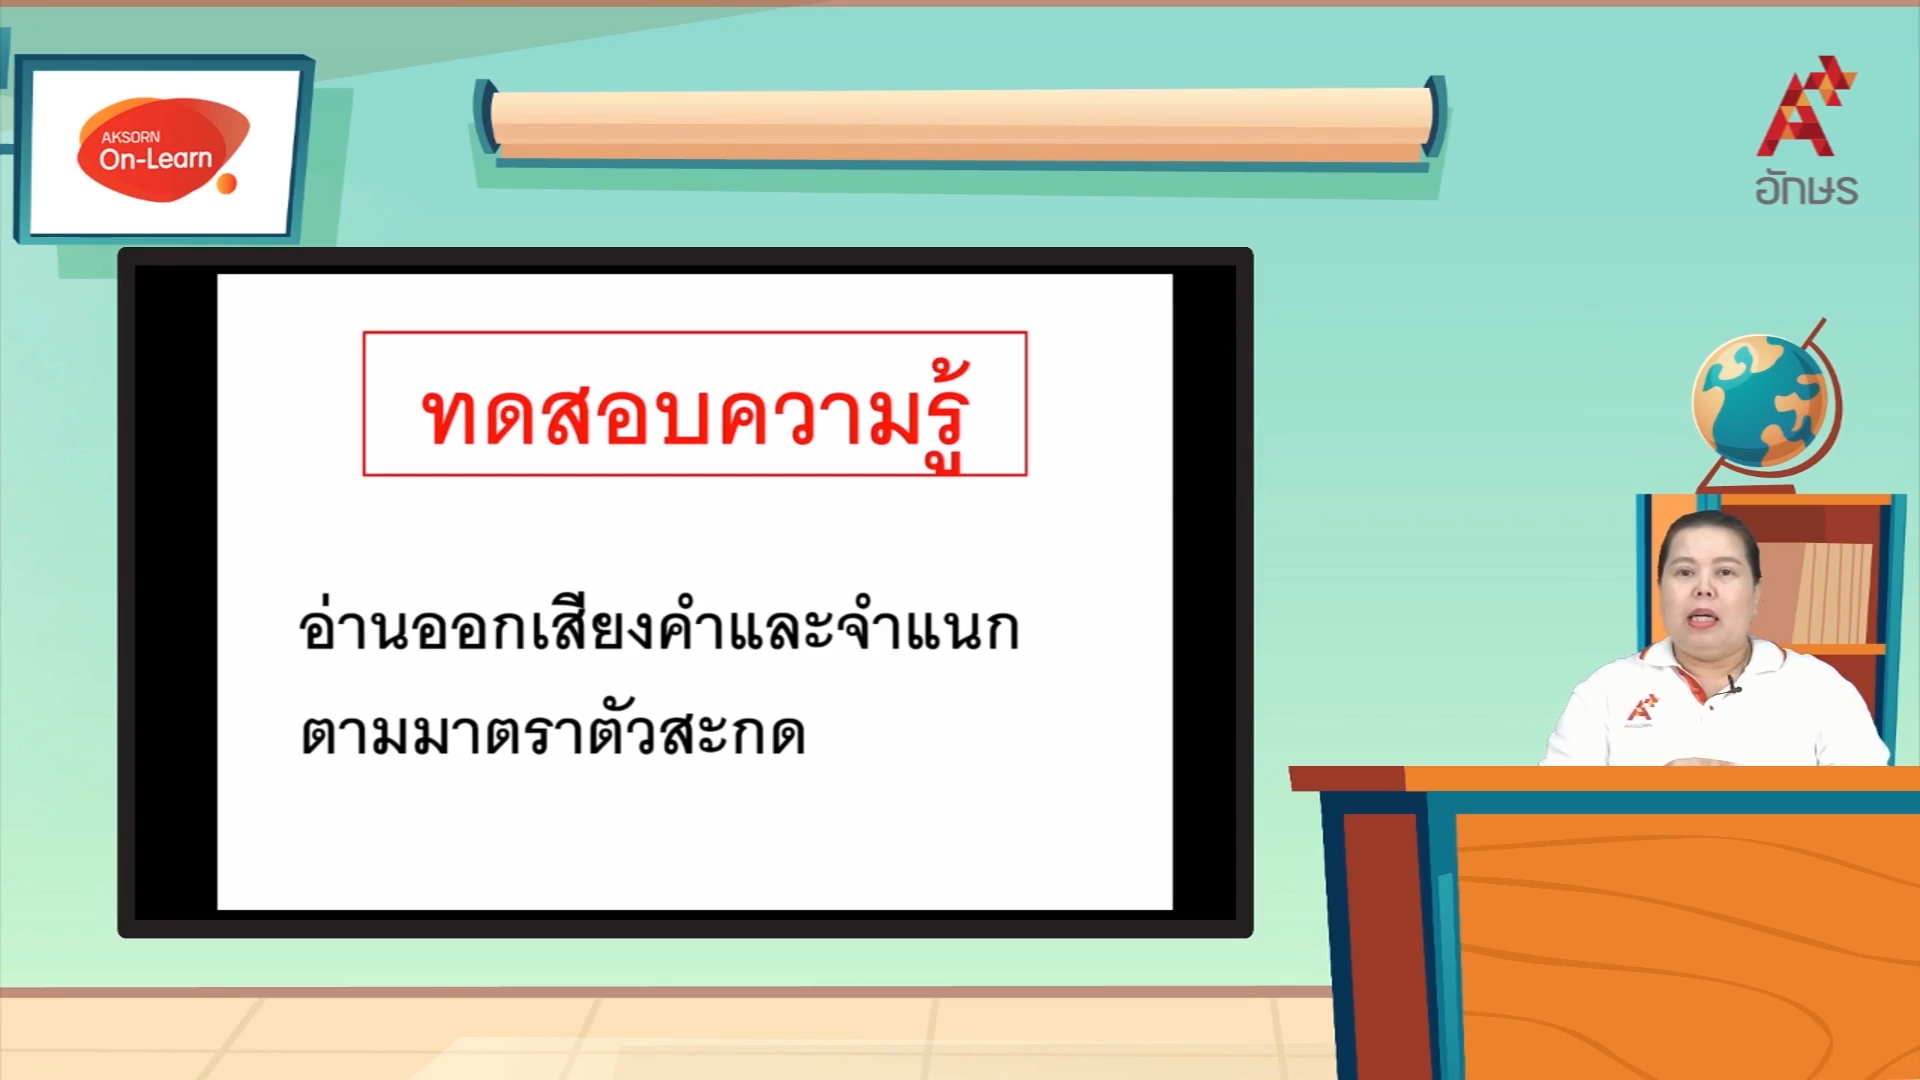 AKSORN
On-Learn
อักษร
ทดสอบความรู้
อ่านออกเสียงคำและจำแนก
ตามมาตราตัวสะกด